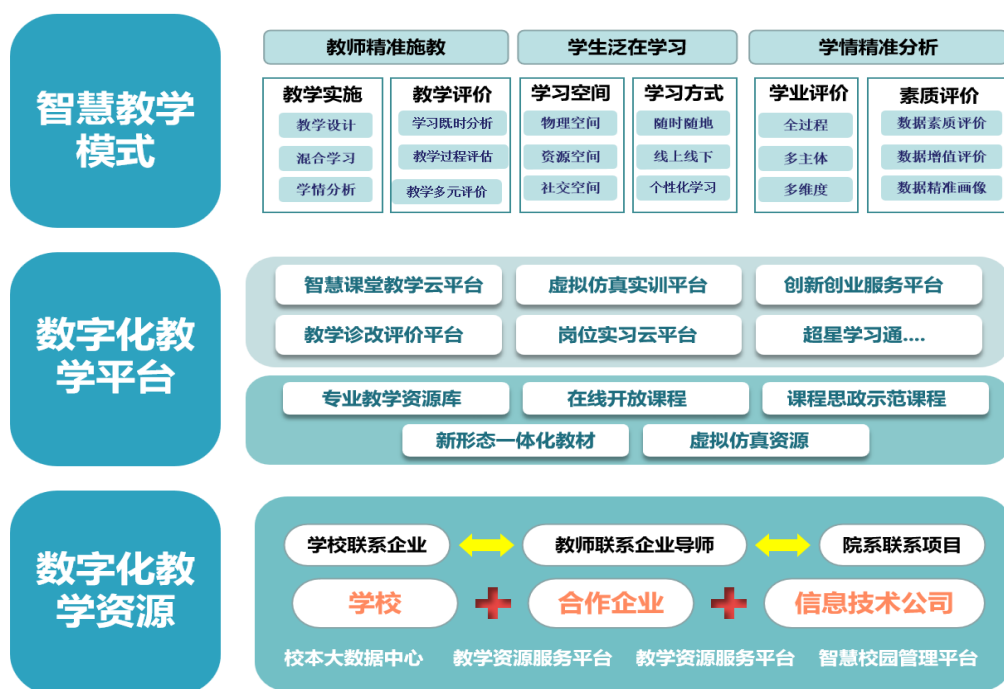 智慧教学
模式
教师精准施教
学生泛在学习
学情精准分析
教学实施
教学设计
混合学习
学情分析
教学评价
学习既时分析
教学过程评估
教学多元评价
学习空间
物理空间
资源空间
社交空间
学习方式
随时随地
线上线下
个性化学习
学业评价
全过程
多主体
多维度
素质评价
数据素质评价
数据增值评价
数据精准画像
数字化教
学平台
智慧课堂教学云平台
虚拟仿真实训平台
创新创业服务平台
教学诊改评价平台
岗位实习云平台
超星学习通....
专业教学资源库
在线开放课程
课程思政示范课程
新形态一体化教材
虚拟仿真资源
数字化教
学资源
学校联系企业
教师联系企业导师
院系联系项目
学校
合作企业
信息技术公司
校本大数据中心
教学资源服务平台
教学资源服务平台
智慧校园管理平台